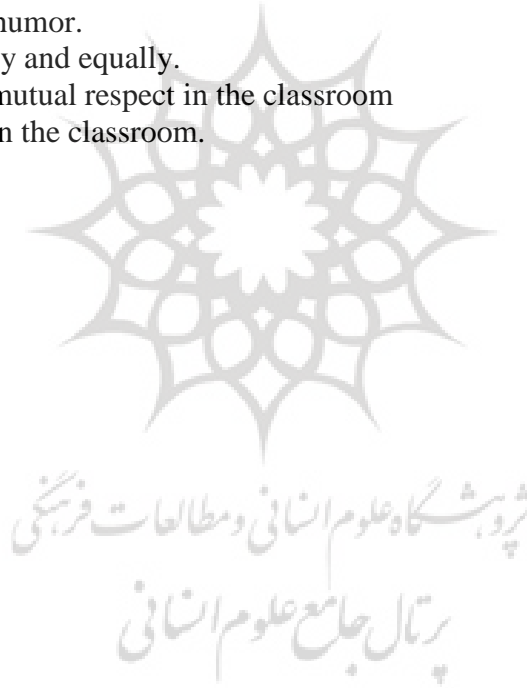 humor.
y and equally.
mutual respect in the classroom
n the classroom.
پژوهشگاه علوم انسانی و مطالعات فرهنگی
پرتال جامع علوم انسانی